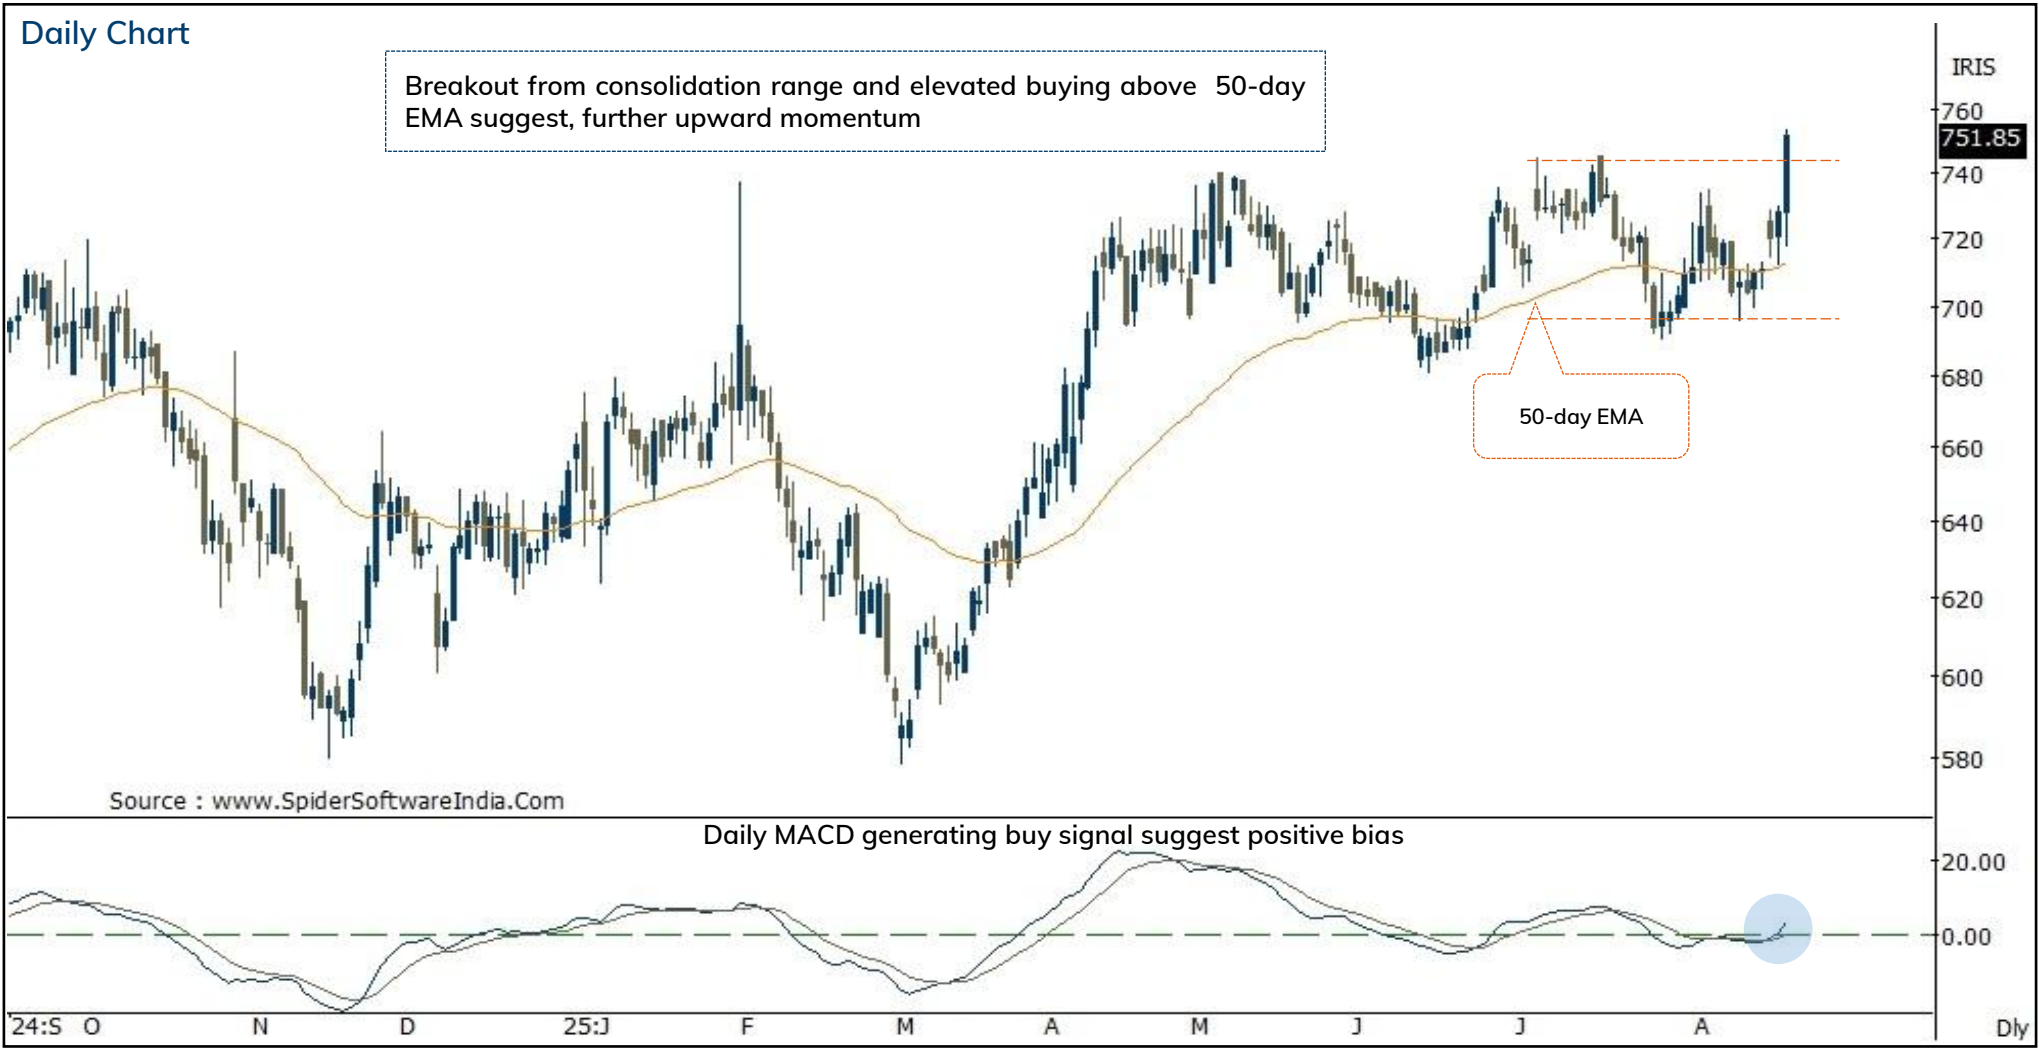 Daily Chart
Breakout from consolidation range and elevated buying above 50-day
EMA suggest, further upward momentum
IRIS
760
751.85
740
720
700
680
660
640
620
600
580
50-day EMA
Source : www.SpiderSoftwareIndia.Com
Daily MACD generating buy signal suggest positive bias
20.00
0.00
'24:S O N D 25:J F M A M J J A Dly